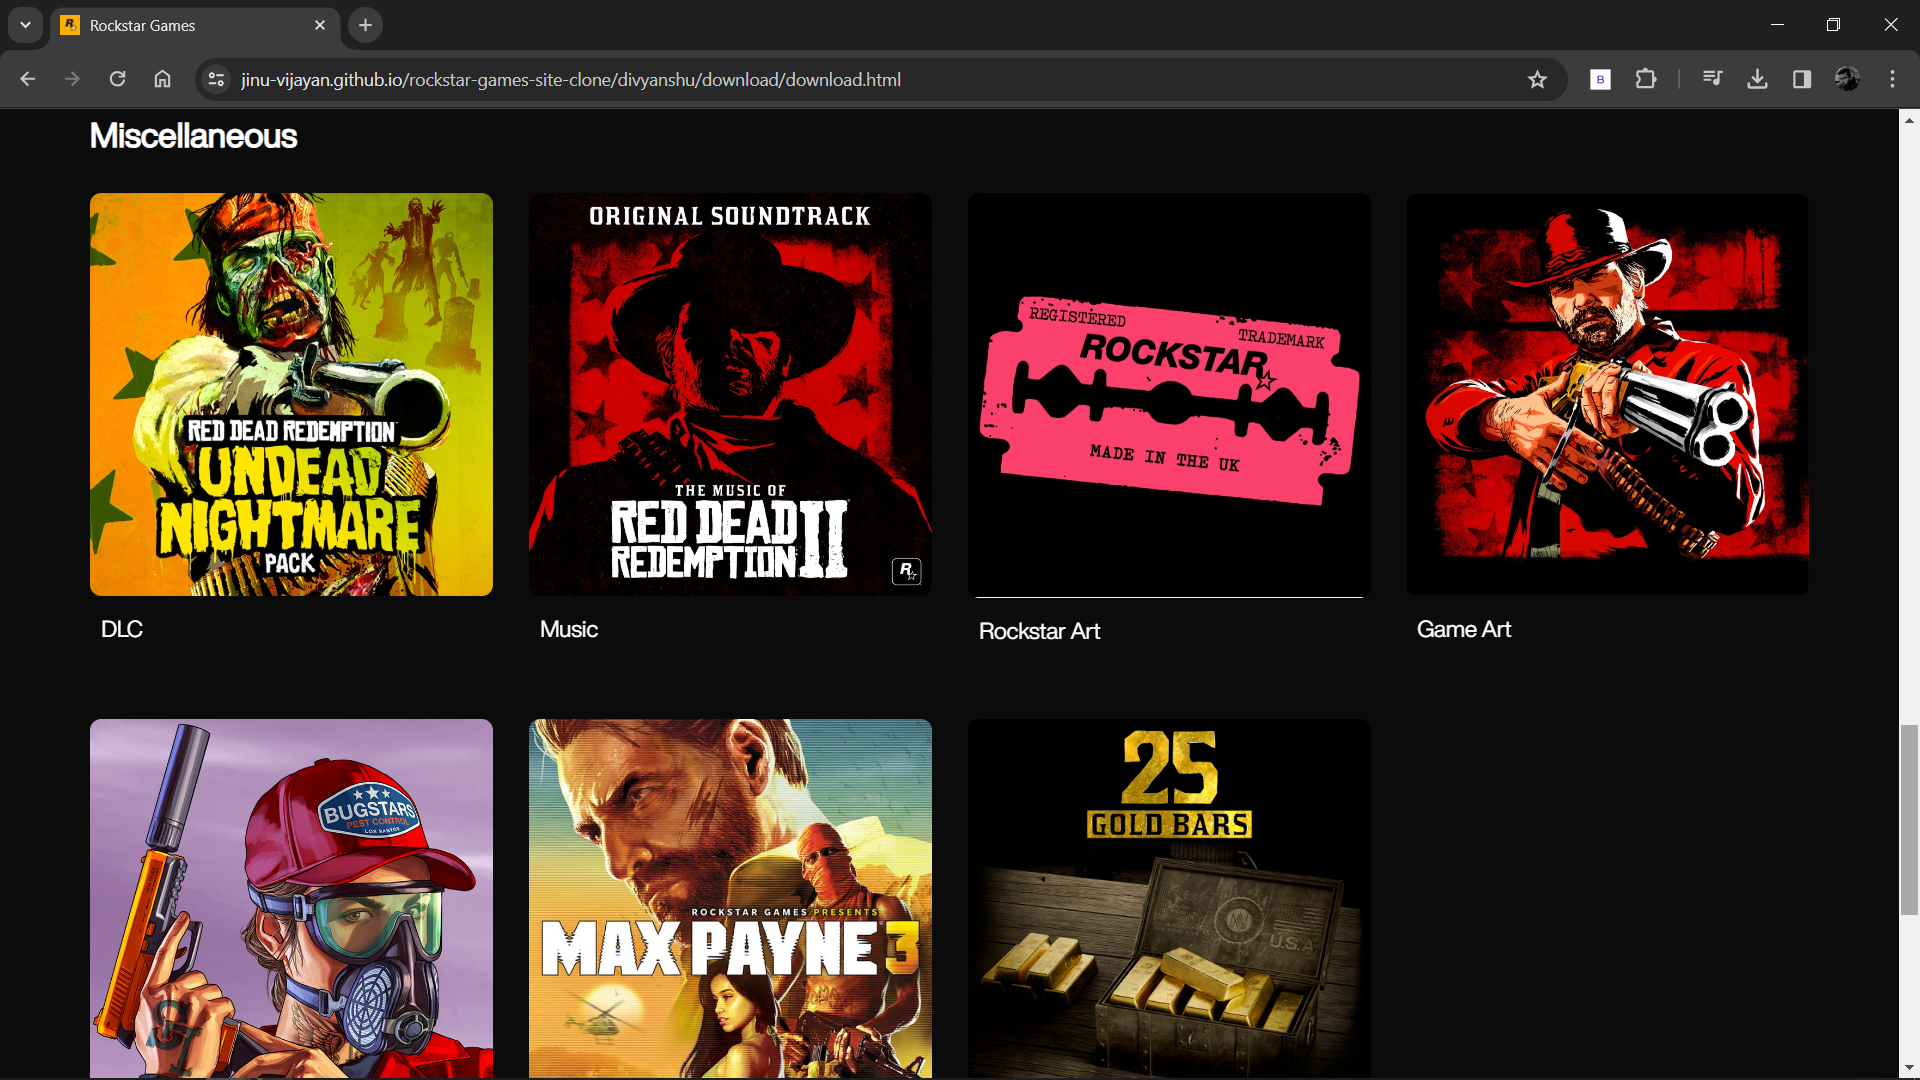 Rockstar Games
jinu-vijayan.github.io/rockstar-games-site-clone/divyanshu/download/download.html
B
Miscellaneous
RED DEAD REDEMPTION
UNDEAD
NIGHTMARE
PACK
DLC
ORIGINAL SOUNDTRACK
THE MUSIC OF
RED DEAD
REDEMPTION II
R
Music
REGISTERED TRADEMARK
ROCKSTAR
MADE IN THE UK
Rockstar Art
Game Art
BUGSTARS
PEST CONTROL
LOS SANTOS
ROCKSTAR GAMES PRESENTS
MAX PAYNE 3
25
GOLD BARS
U.S.A